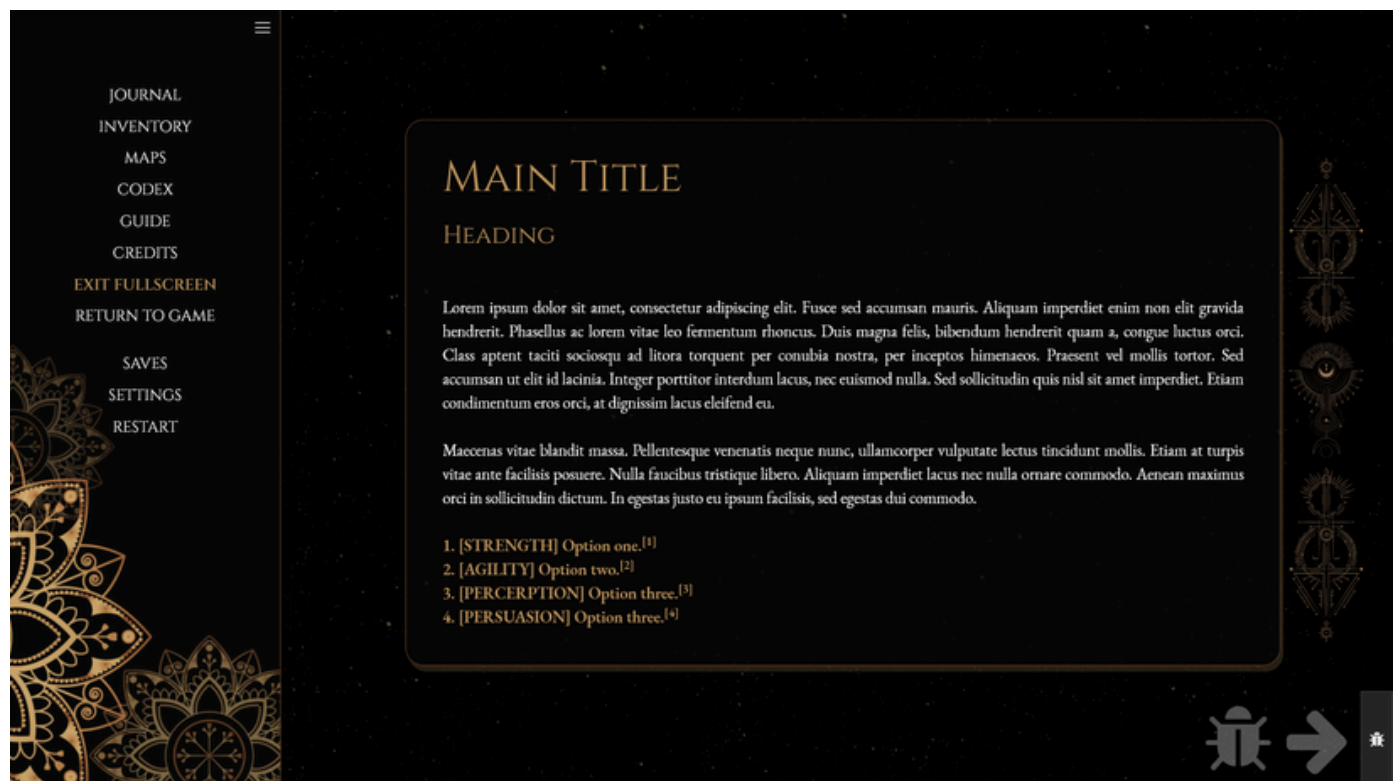 JOURNAL
INVENTORY
MAPS
CODEX
GUIDE
CREDITS
EXIT FULLSCREEN
RETURN TO GAME
SAVES
SETTINGS
RESTART
Main Title
Heading
Lorem ipsum dolor sit amet, consectetur adipiscing elit. Fusce sed accumsan mauris. Aliquam imperdiet enim non elit gravida
hendrerit. Phasellus ac lorem vitae leo fermentum rhoncus. Duis magna felis, bibendum hendrerit quam a, congue luctus orci.
Class aptent taciti sociosqu ad litora torquent per conubia nostra, per inceptos himenaeos. Praesent vel mollis tortor. Sed
accumsan ut elit id lacinia. Integer porttitor interdum lacus, nec euismod nulla. Sed sollicitudin quis nisl sit amet imperdiet. Etiam
condimentum eros orci, at dignissim lacus eleifend eu.
Maecenas vitae blandit massa. Pellentesque venenatis neque nunc, ullamcorper vulputate lectus tincidunt mollis. Etiam at turpis
vitae ante facilisis posuere. Nulla faucibus tristique libero. Aliquam imperdiet lacus nec nulla ornare commodo. Aenean maximus
orci in sollicitudin dictum. In egestas justo eu ipsum facilisis, sed egestas dui commodo.
1. [STRENGTH] Option one.[1]
2. [AGILITY] Option two.[2]
3. [PERCERPTION] Option three.[3]
4. [PERSUASION] Option three.[4]